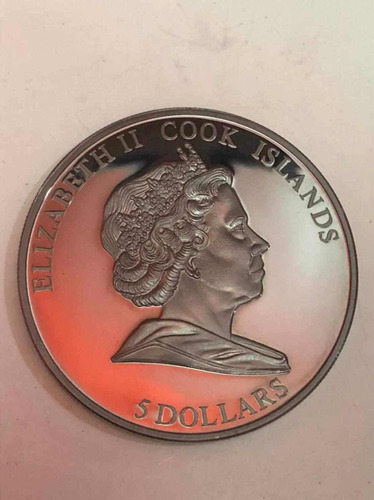 ELIZABETH II COOK ISLANDS
5 DOLLARS